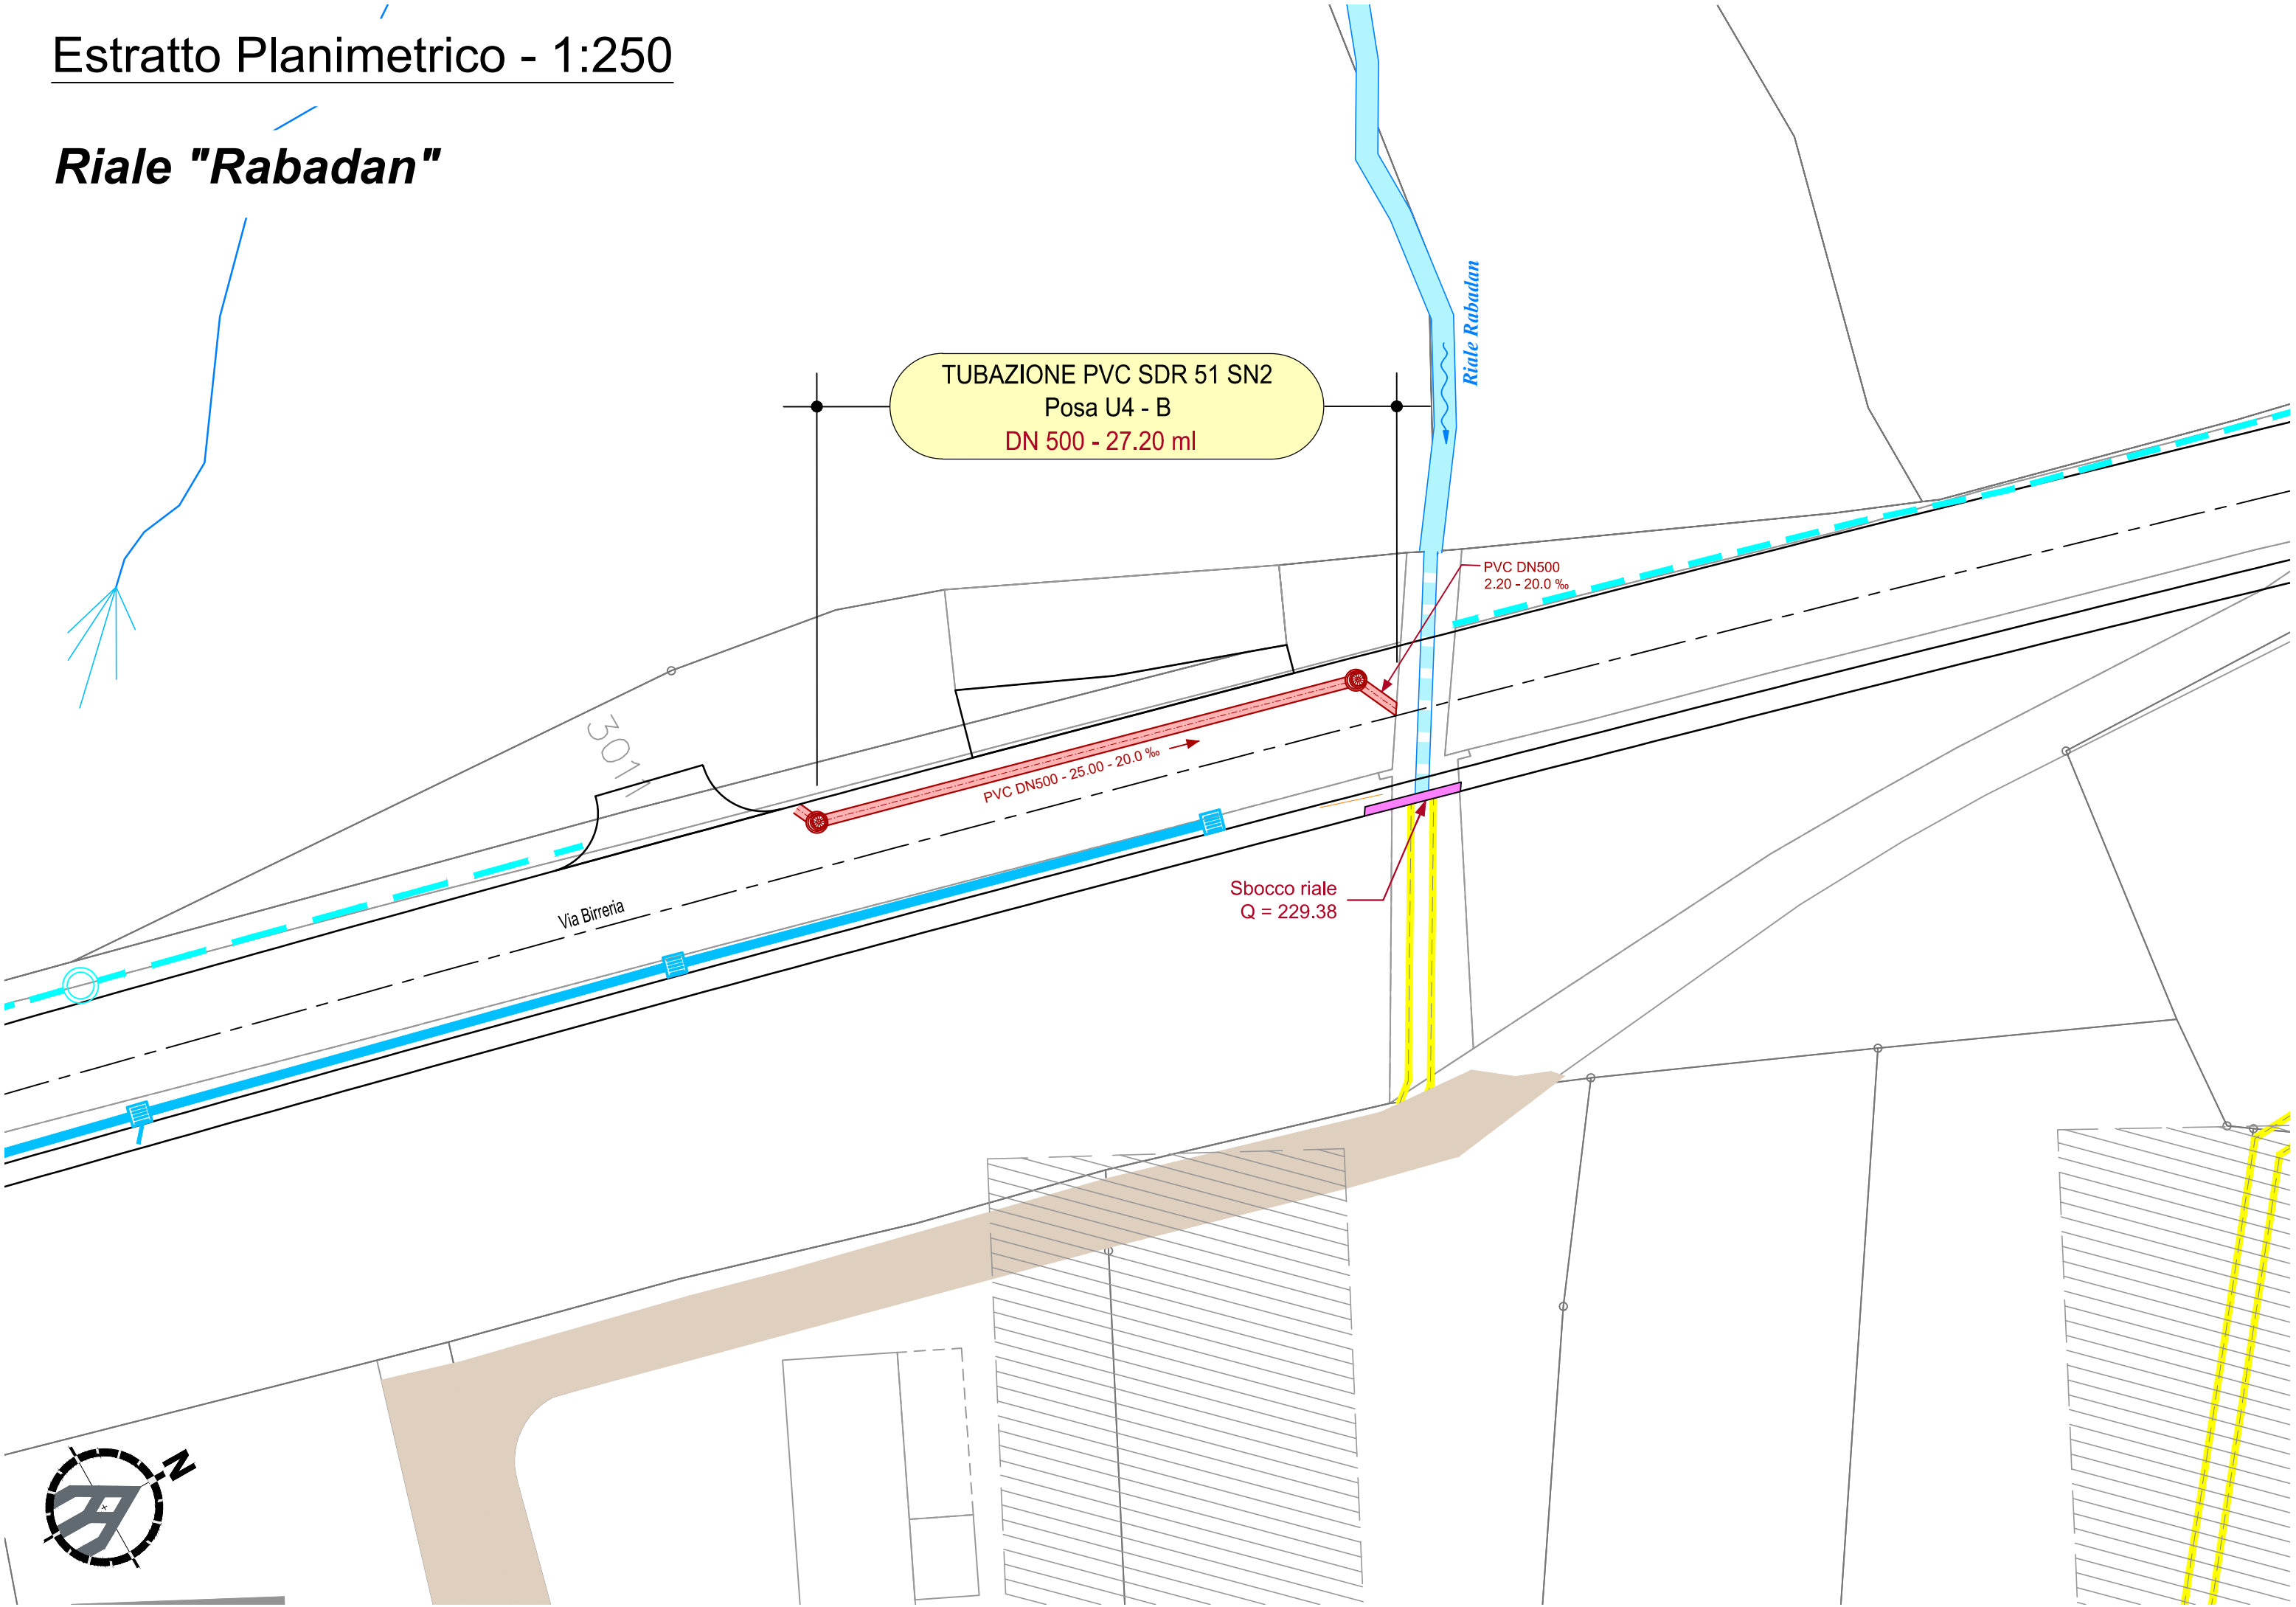 Estratto Planimetrico - 1:250
Riale "Rabadan"
Riale Rabadan
TUBAZIONE PVC SDR 51 SN2
Posa U4 - B
DN 500 - 27.20 ml
PVC DN500
2.20 - 20.0 ‰
PVC DN500 - 25.00 - 20.0 ‰
Via Birreria
Sbocco riale
Q = 229.38
N